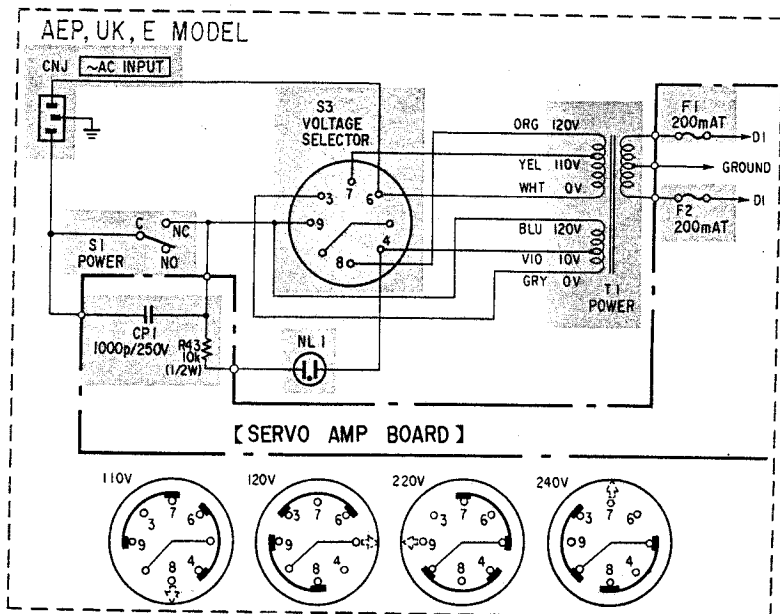 AEP, UK, E MODEL
CNJ ~AC INPUT
S3
VOLTAGE
SELECTOR
3
7
6
9
4
8
ORG 120V
YEL 110V
WHT 0V
BLU 120V
VIO 10V
GRY 0V
T1
POWER
F1
200mAT
D1
GROUND
D1
F2
200mAT
C
NC
NO
S1
POWER
CP1
1000p/250V
R43
10k
(1/2W)
NL1
【SERVO AMP BOARD】
110V
3 7 6
9
8 4
120V
3 7 6
9
8 4
220V
3 7 6
9
8 4
240V
3 7 6
9
8 4